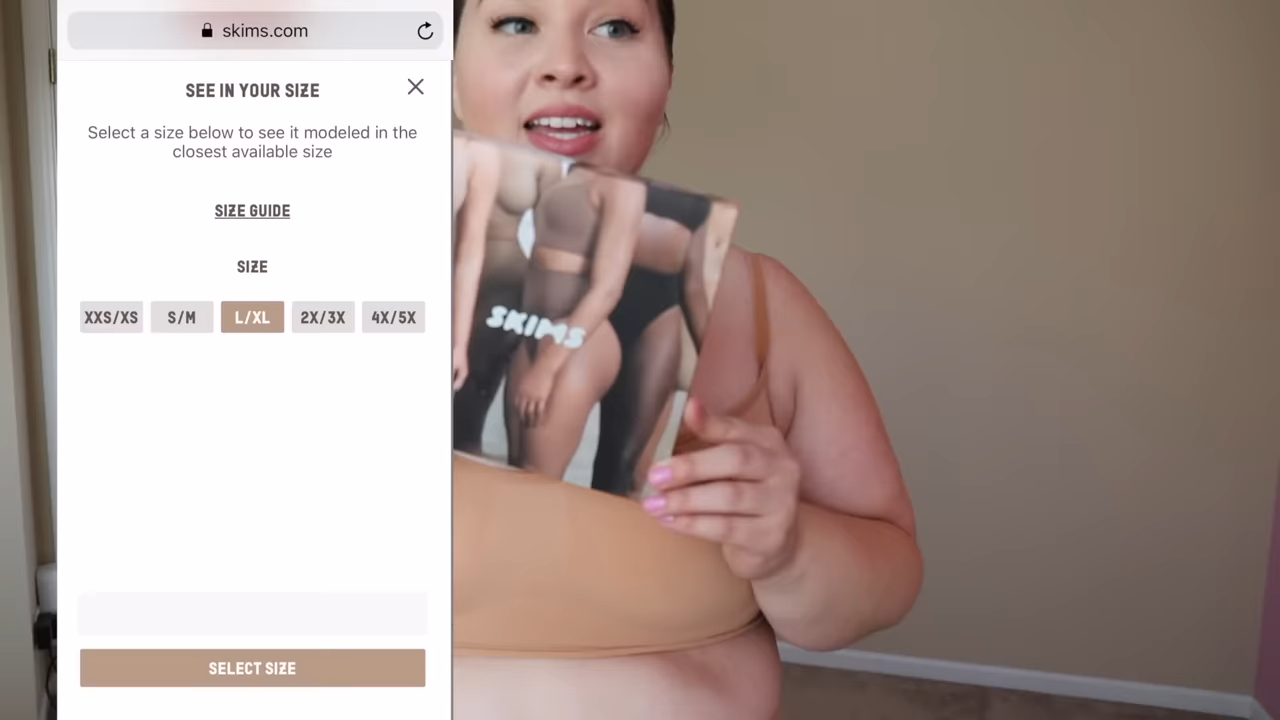 skims.com
SEE IN YOUR SIZE
Select a size below to see it modeled in the
closest available size
SIZE GUIDE
SIZE
XXS/XS S/M L/XL 2X/3X 4X/5X
SELECT SIZE
SKIMS